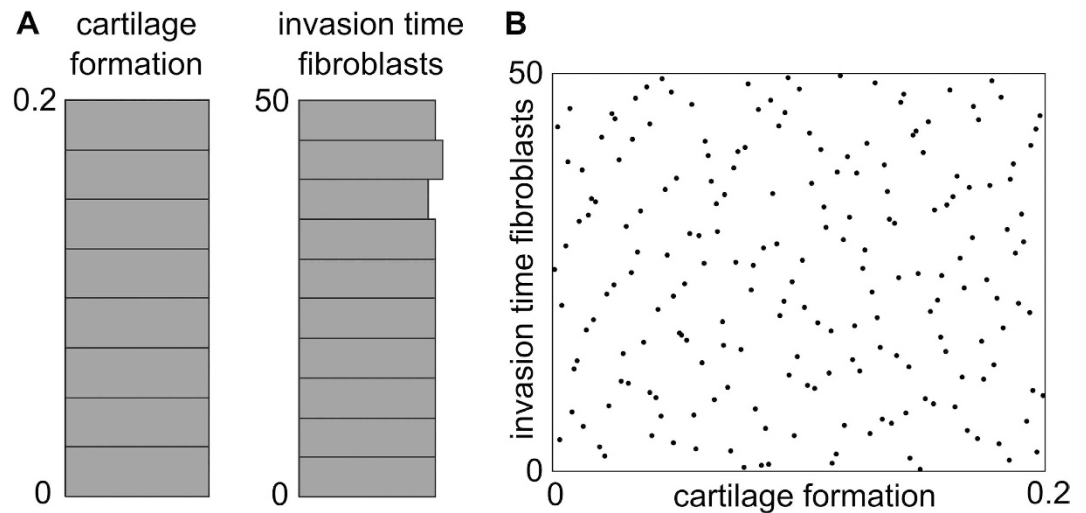 A
cartilage
formation
0.2
0
invasion time
fibroblasts
50
0
B
50
invasion time fibroblasts
0
0
cartilage formation
0.2